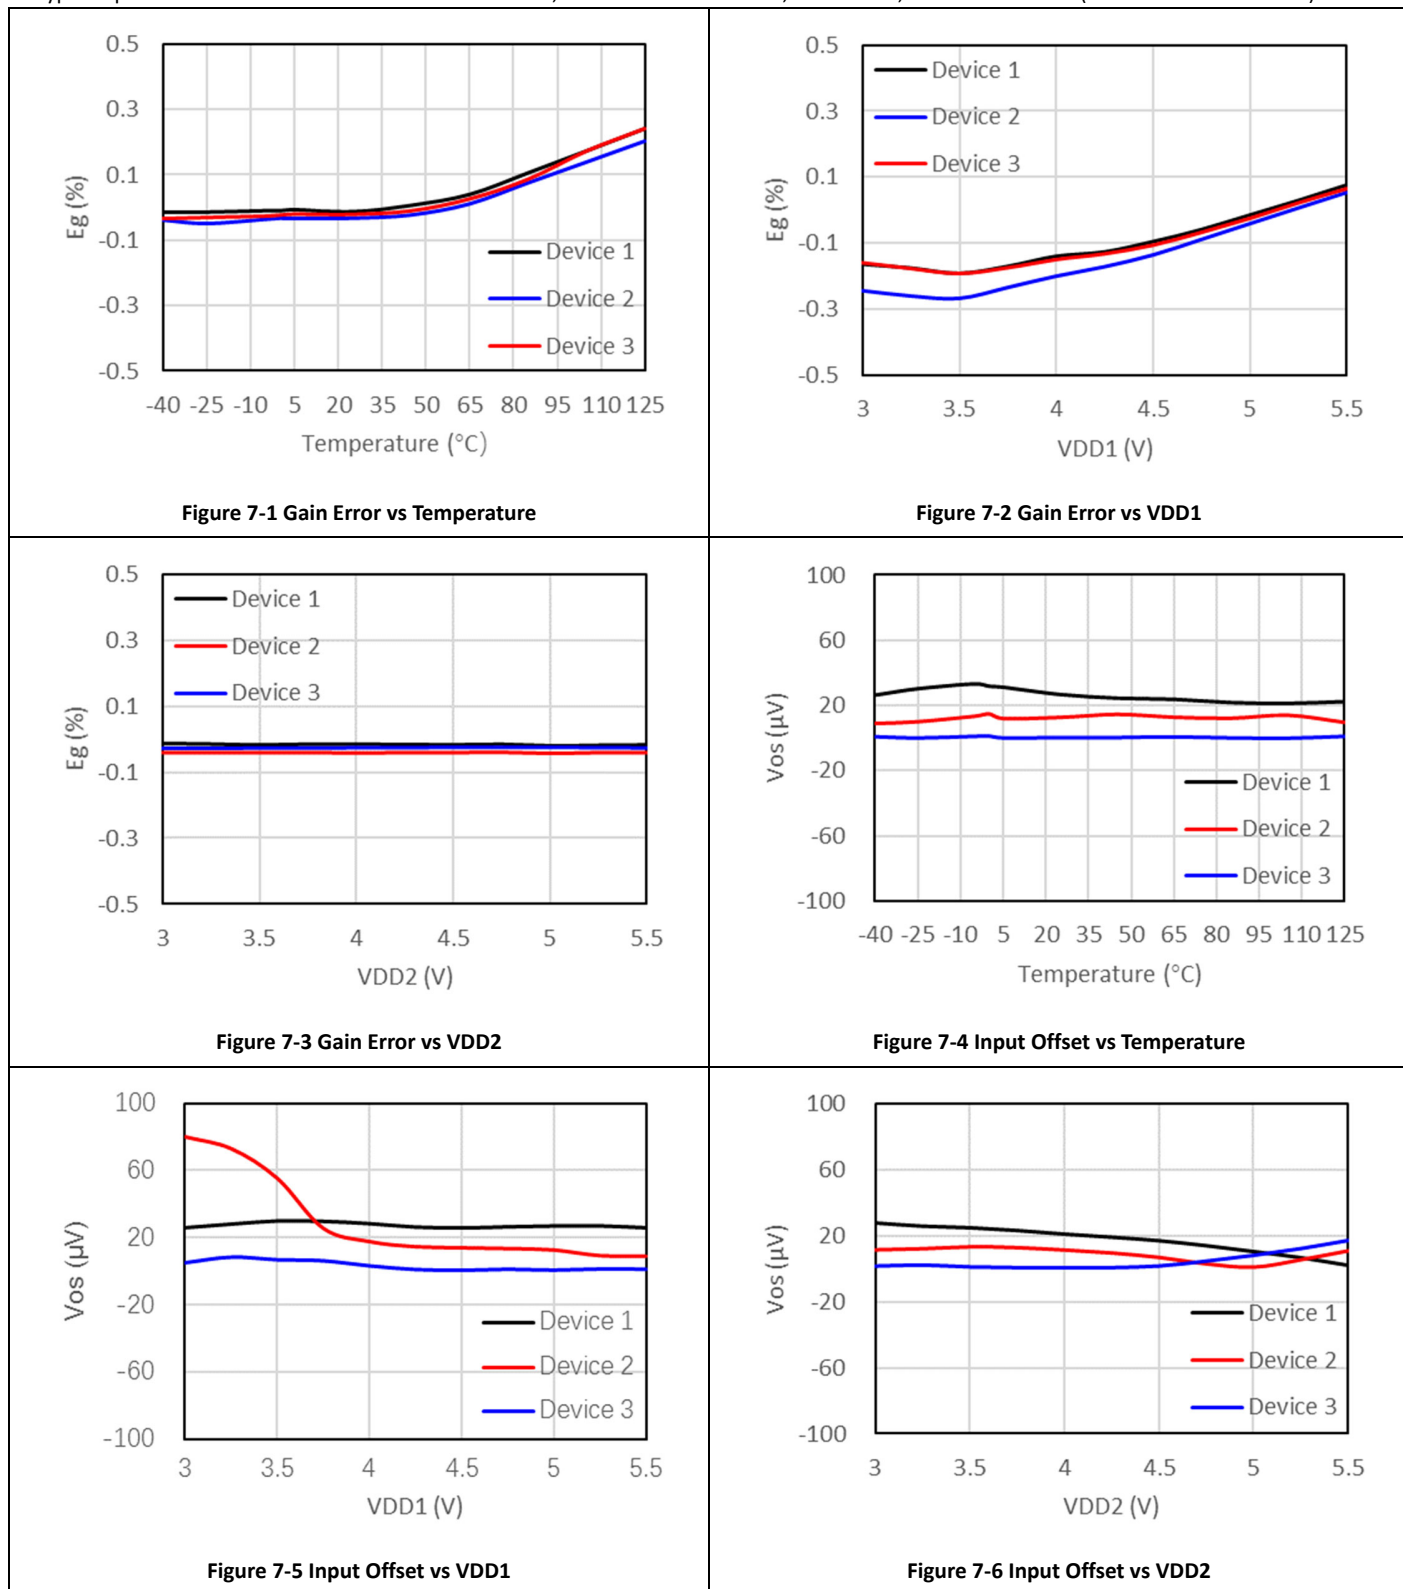 0.5
0.3
0.1
-0.1
-0.3
-0.5
Eg (%)
Device 1
Device 2
Device 3
-40 -25 -10 5 20 35 50 65 80 95 110 125
Temperature (°C)
Figure 7-1 Gain Error vs Temperature
0.5
0.3
0.1
-0.1
-0.3
-0.5
Eg (%)
Device 1
Device 2
Device 3
3 3.5 4 4.5 5 5.5
VDD1 (V)
Figure 7-2 Gain Error vs VDD1
0.5
0.3
0.1
-0.1
-0.3
-0.5
Eg (%)
Device 1
Device 2
Device 3
3 3.5 4 4.5 5 5.5
VDD2 (V)
Figure 7-3 Gain Error vs VDD2
100
60
20
-20
-60
-100
Vos (μV)
Device 1
Device 2
Device 3
-40 -25 -10 5 20 35 50 65 80 95 110 125
Temperature (°C)
Figure 7-4 Input Offset vs Temperature
100
60
20
-20
-60
-100
Vos (μV)
Device 1
Device 2
Device 3
3 3.5 4 4.5 5 5.5
VDD1 (V)
Figure 7-5 Input Offset vs VDD1
100
60
20
-20
-60
-100
Vos (μV)
Device 1
Device 2
Device 3
3 3.5 4 4.5 5 5.5
VDD2 (V)
Figure 7-6 Input Offset vs VDD2